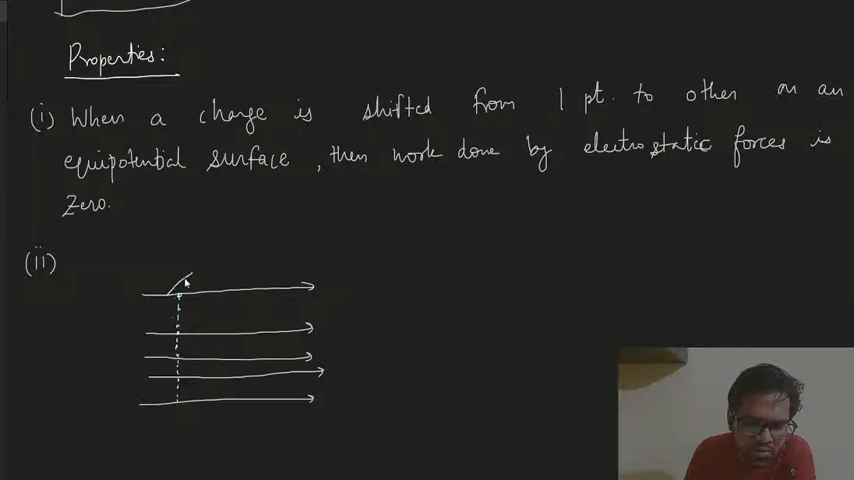 Properties:
(i) When a charge is shifted from 1 pt. to other on an
equipotential surface, then work done by electrostatic forces is
Zero.
(ii)